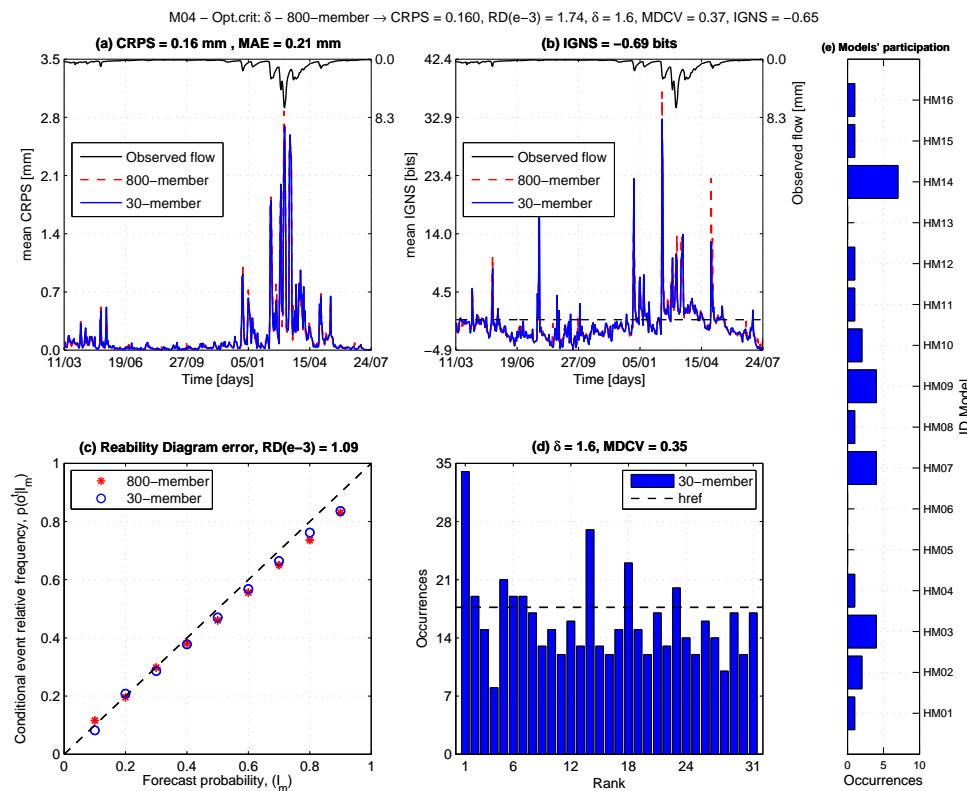 M04 − Opt.crit: δ − 800−member → CRPS = 0.160, RD(e−3) = 1.74, δ = 1.6, MDCV = 0.37, IGNS = −0.65
(a) CRPS = 0.16 mm , MAE = 0.21 mm
3.5
2.8
2.1
1.4
0.7
0.0
mean CRPS [mm]
0.0
8.3
Observed flow
800−member
30−member
11/03
19/06
27/09
05/01
15/04
24/07
Time [days]
(b) IGNS = −0.69 bits
42.4
32.9
23.4
14.0
4.5
−4.9
mean IGNS [bits]
0.0
8.3
Observed flow [mm]
Observed flow
800−member
30−member
11/03
19/06
27/09
05/01
15/04
24/07
Time [days]
(c) Reability Diagram error, RD(e−3) = 1.09
1
0.8
0.6
0.4
0.2
0
Conditional event relative frequency, p(o¦I_m)
800−member
30−member
0
0.2
0.4
0.6
0.8
1
Forecast probability, (I_m)
(d) δ = 1.6, MDCV = 0.35
35
28
21
14
7
0
Occurrences
30−member
href
1
6
12
18
24
31
Rank
(e) Models' participation
HM16
HM15
HM14
HM13
HM12
HM11
HM10
HM09
HM08
HM07
HM06
HM05
HM04
HM03
HM02
HM01
ID Model
0
5
10
Occurrences